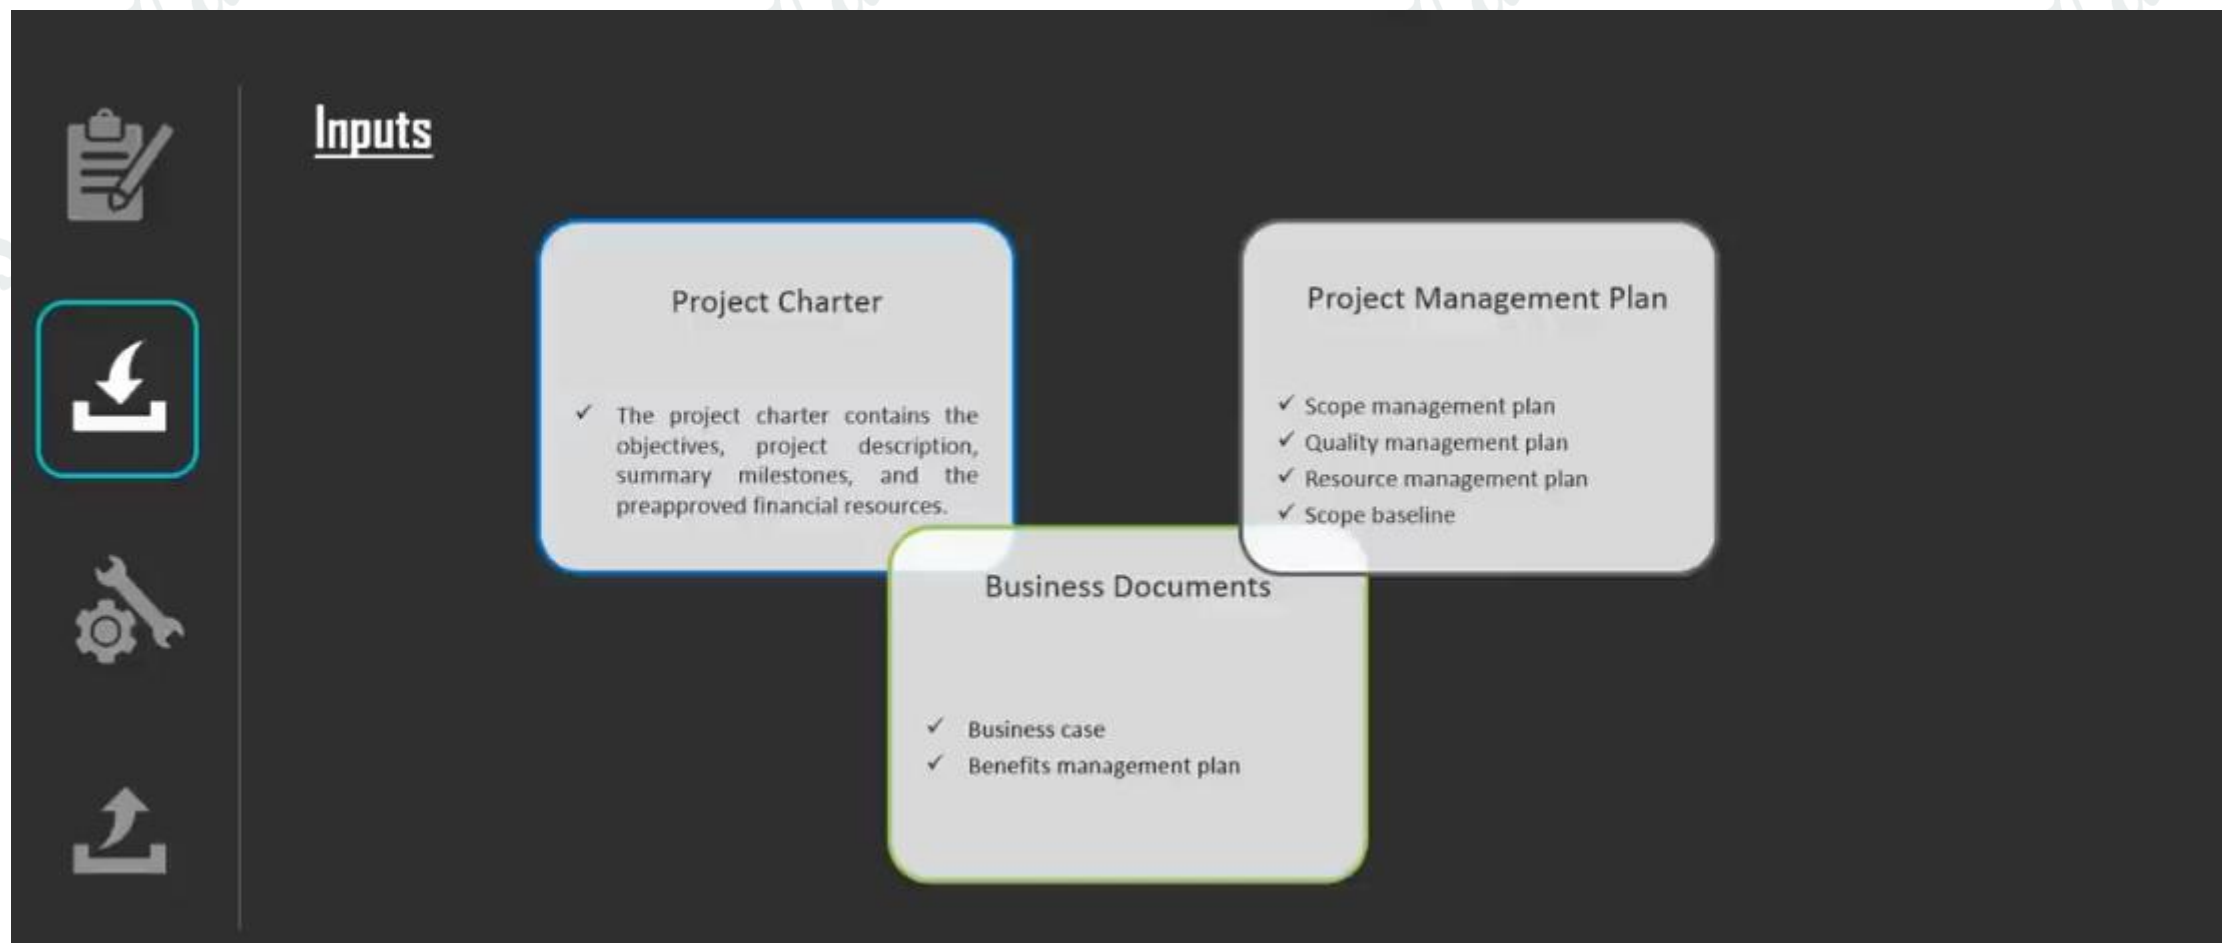 Inputs
Project Charter
✓ The project charter contains the
objectives, project description,
summary milestones, and the
preapproved financial resources.
Project Management Plan
✓ Scope management plan
✓ Quality management plan
✓ Resource management plan
✓ Scope baseline
Business Documents
✓ Business case
✓ Benefits management plan